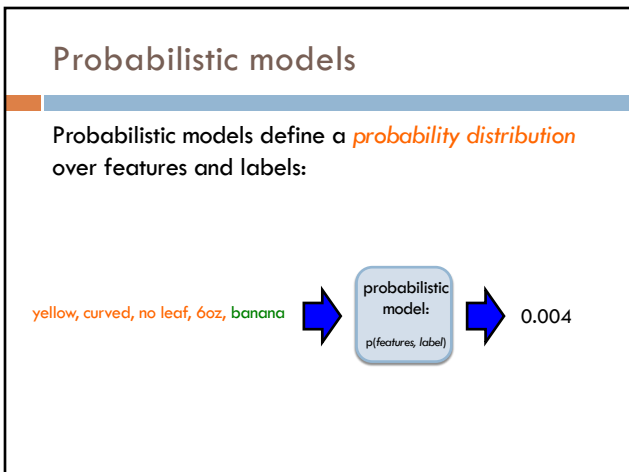 Probabilistic models
Probabilistic models define a probability distribution
over features and labels:
yellow, curved, no leaf, 6oz, banana
probabilistic
model:
p(features, label)
0.004